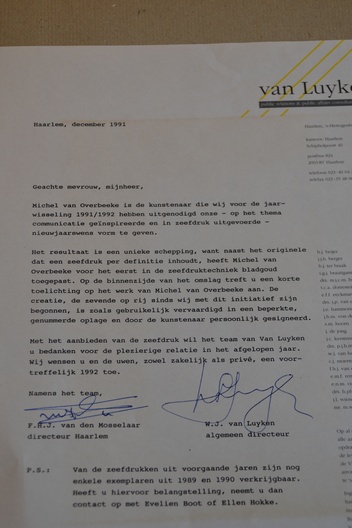 van Luyken
public relations & public affairs consultants
Haarlem, december 1991
Geachte mevrouw, mijnheer,
Michel van Overbeeke is de kunstenaar die wij voor de jaar-
wisseling 1991/1992 hebben uitgenodigd onze - op het thema
communicatie geïnspireerde en in zeefdruk uitgevoerde -
nieuwjaarswens vorm te geven.
Het resultaat is een unieke schepping, want naast het originele
dat een zeefdruk per definitie inhoudt, heeft Michel van
Overbeeke voor het eerst in de zeefdruktechniek bladgoud
toegepast. Op de binnenzijde van het omslag treft u een korte
toelichting op het werk van Michel van Overbeeke aan. De
creatie, de zevende op rij sinds wij met dit initiatief zijn
begonnen, is zoals gebruikelijk vervaardigd in een beperkte,
genummerde oplage en door de kunstenaar persoonlijk gesigneerd.
Met het aanbieden van de zeefdruk wil het team van Van Luyken
u bedanken voor de plezierige relatie in het afgelopen jaar.
Wij wensen u en de uwen, zowel zakelijk als privé, een voor-
treffelijk 1992 toe.
Namens het team,
F.W.J. van den Mosselaar
W.J. van Luyken
directeur Haarlem
algemeen directeur
P.S.: Van de zeefdrukken uit voorgaande jaren zijn nog
enkele exemplaren uit 1989 en 1990 verkrijgbaar.
Heeft u hiervoor belangstelling, neemt u dan
contact op met Evelien Boot of Ellen Hokke.